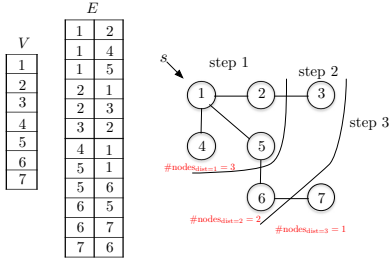 V
1
2
3
4
5
6
7
E
1 2
1 4
1 5
2 1
2 3
3 2
4 1
5 1
5 6
6 5
6 7
7 6
s
step 1
step 2
step 3
1 2 3
4 5
#nodes_dist=1 = 3
6 7
#nodes_dist=2 = 2
#nodes_dist=3 = 1